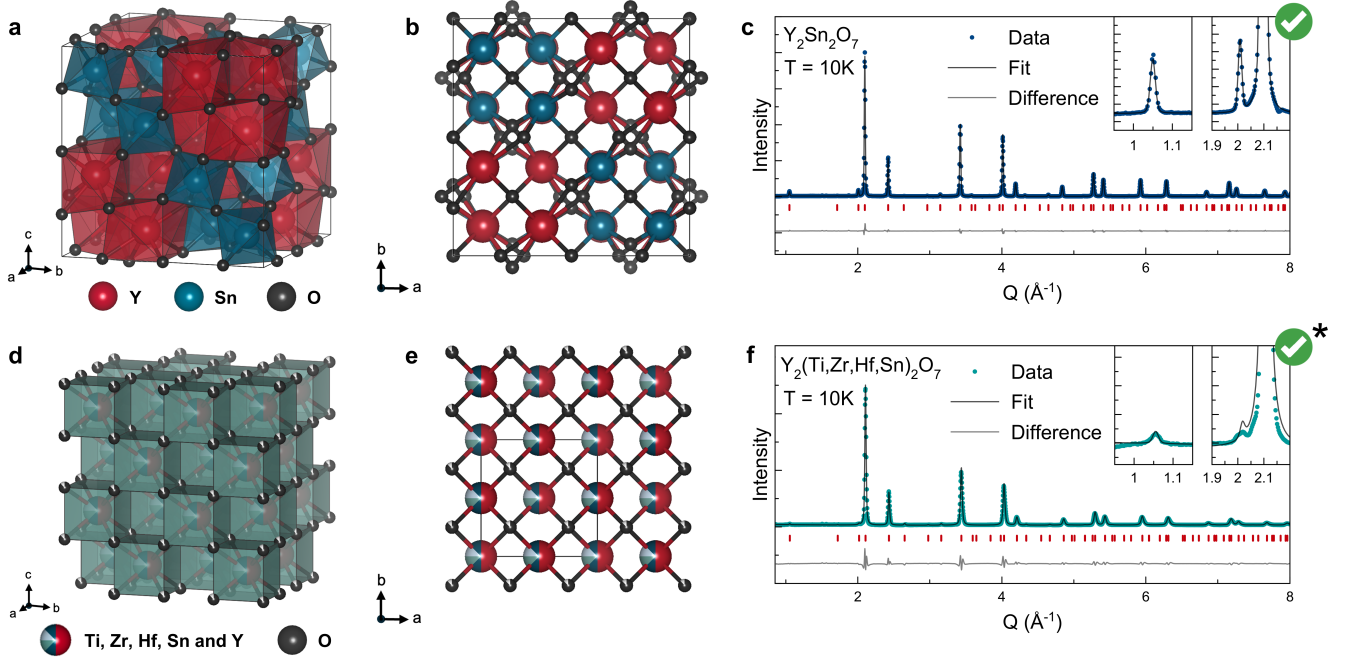 a
c
a
b
Y
Sn
O
b
b
a
c
Y₂Sn₂O₇
T = 10K
Data
Fit
Difference
1
1.1
1.9
2
2.1
Intensity
2
4
6
8
Q (Å⁻¹)
d
c
a
b
Ti, Zr, Hf, Sn and Y
O
e
b
a
f
*
Y₂(Ti,Zr,Hf,Sn)₂O₇
T = 10K
Data
Fit
Difference
1
1.1
1.9
2
2.1
Intensity
2
4
6
8
Q (Å⁻¹)